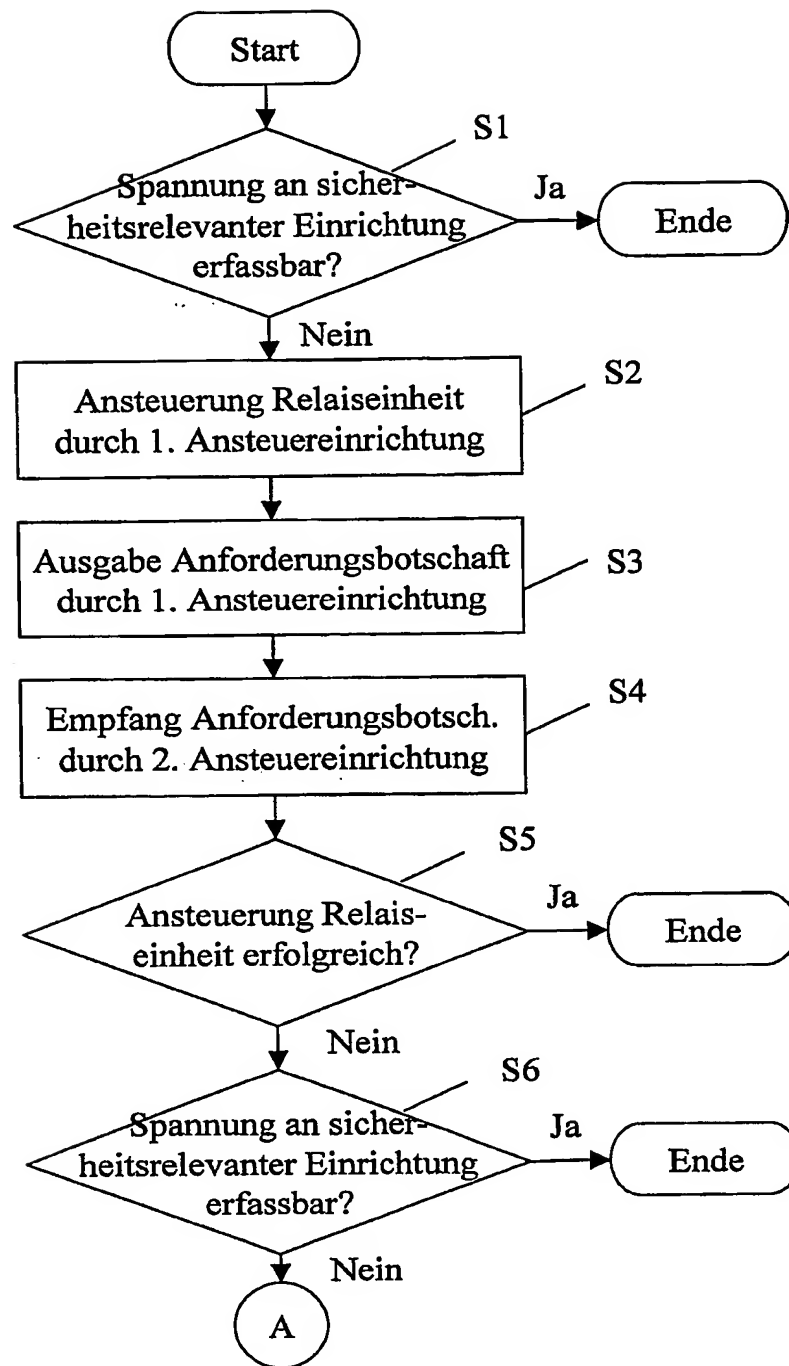 Start
S1
Spannung an sicher-
heitsrelevanter Einrichtung
erfassbar?
Ja
Ende
Nein
S2
Ansteuerung Relaiseinheit
durch 1. Ansteuereinrichtung
S3
Ausgabe Anforderungsbotschaft
durch 1. Ansteuereinrichtung
S4
Empfang Anforderungsbotsch.
durch 2. Ansteuereinrichtung
S5
Ansteuerung Relais-
einheit erfolgreich?
Ja
Ende
Nein
S6
Spannung an sicher-
heitsrelevanter Einrichtung
erfassbar?
Ja
Ende
Nein
A